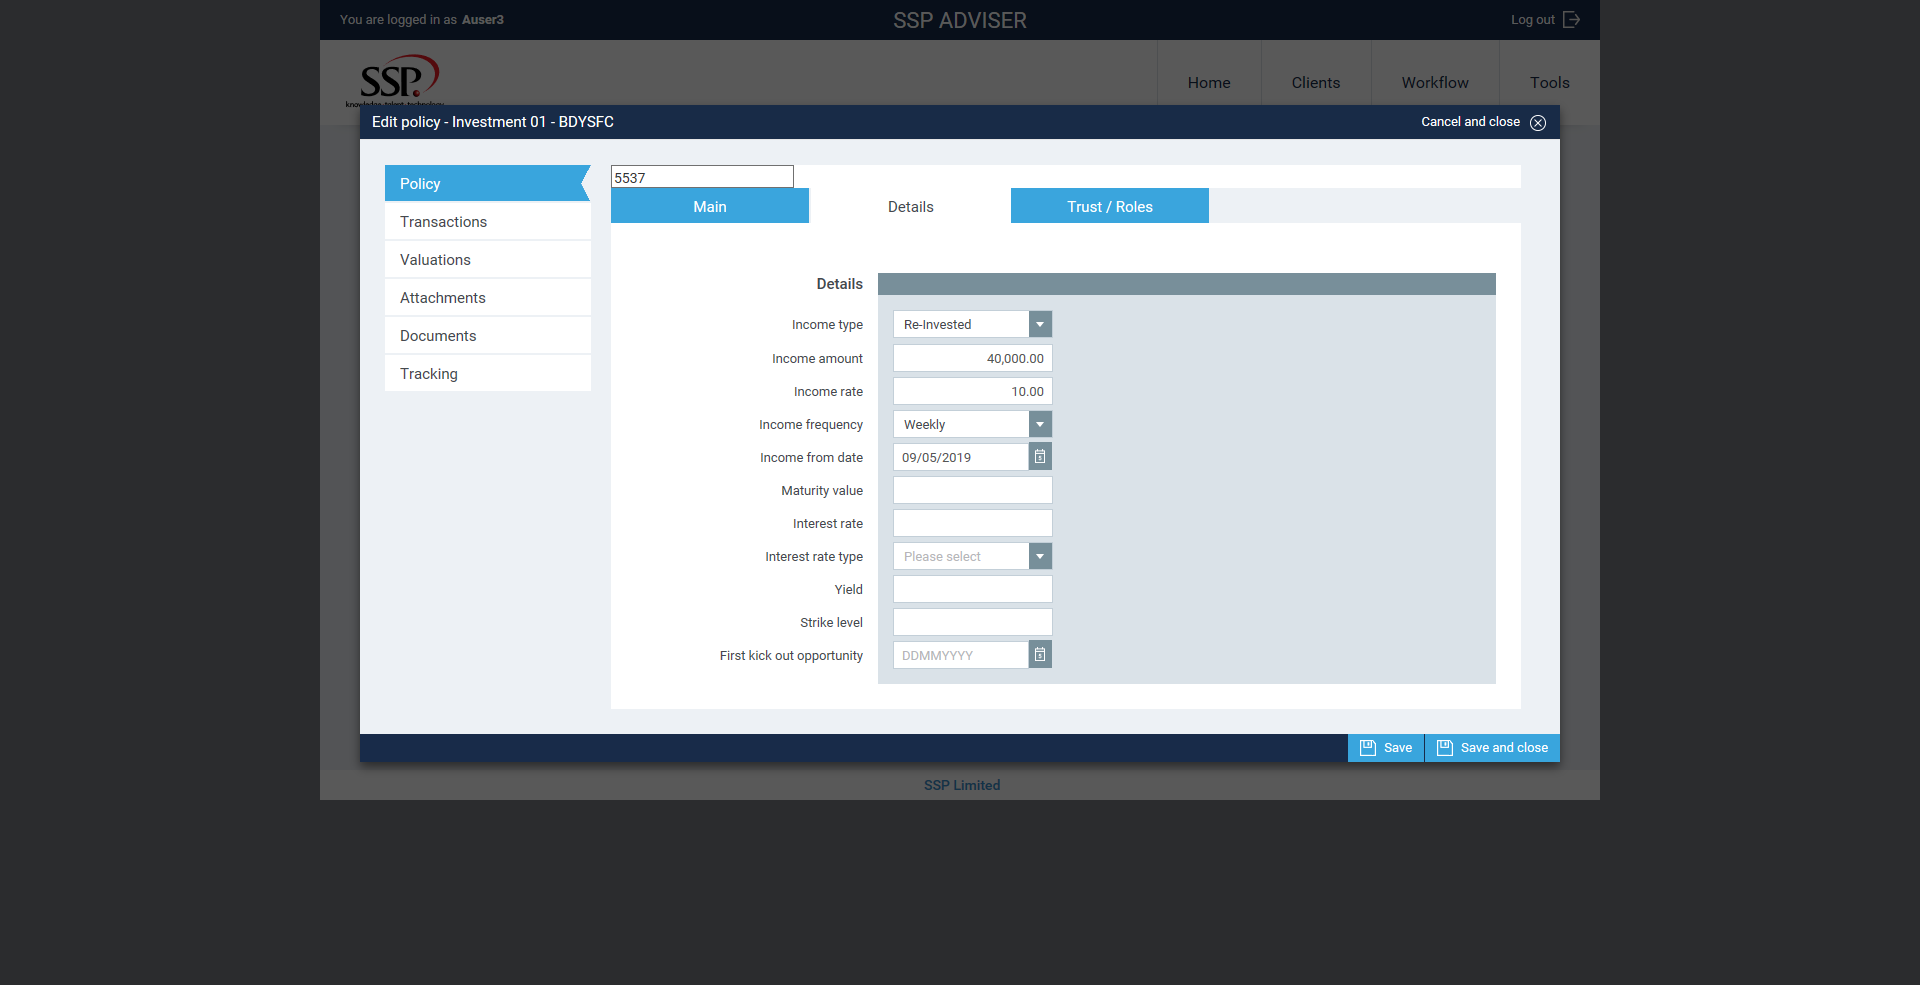 You are logged in as Auser3
SSP ADVISER
Log out
SSP
knowledge-talent-technology
Home
Clients
Workflow
Tools
Edit policy - Investment 01 - BDYSFC
Cancel and close
Policy
Transactions
Valuations
Attachments
Documents
Tracking
5537
Main
Details
Trust / Roles
Details
Income type
Re-Invested
Income amount
40,000.00
Income rate
10.00
Income frequency
Weekly
Income from date
09/05/2019
Maturity value
Interest rate
Interest rate type
Please select
Yield
Strike level
First kick out opportunity
DDMMYYYY
Save
Save and close
SSP Limited